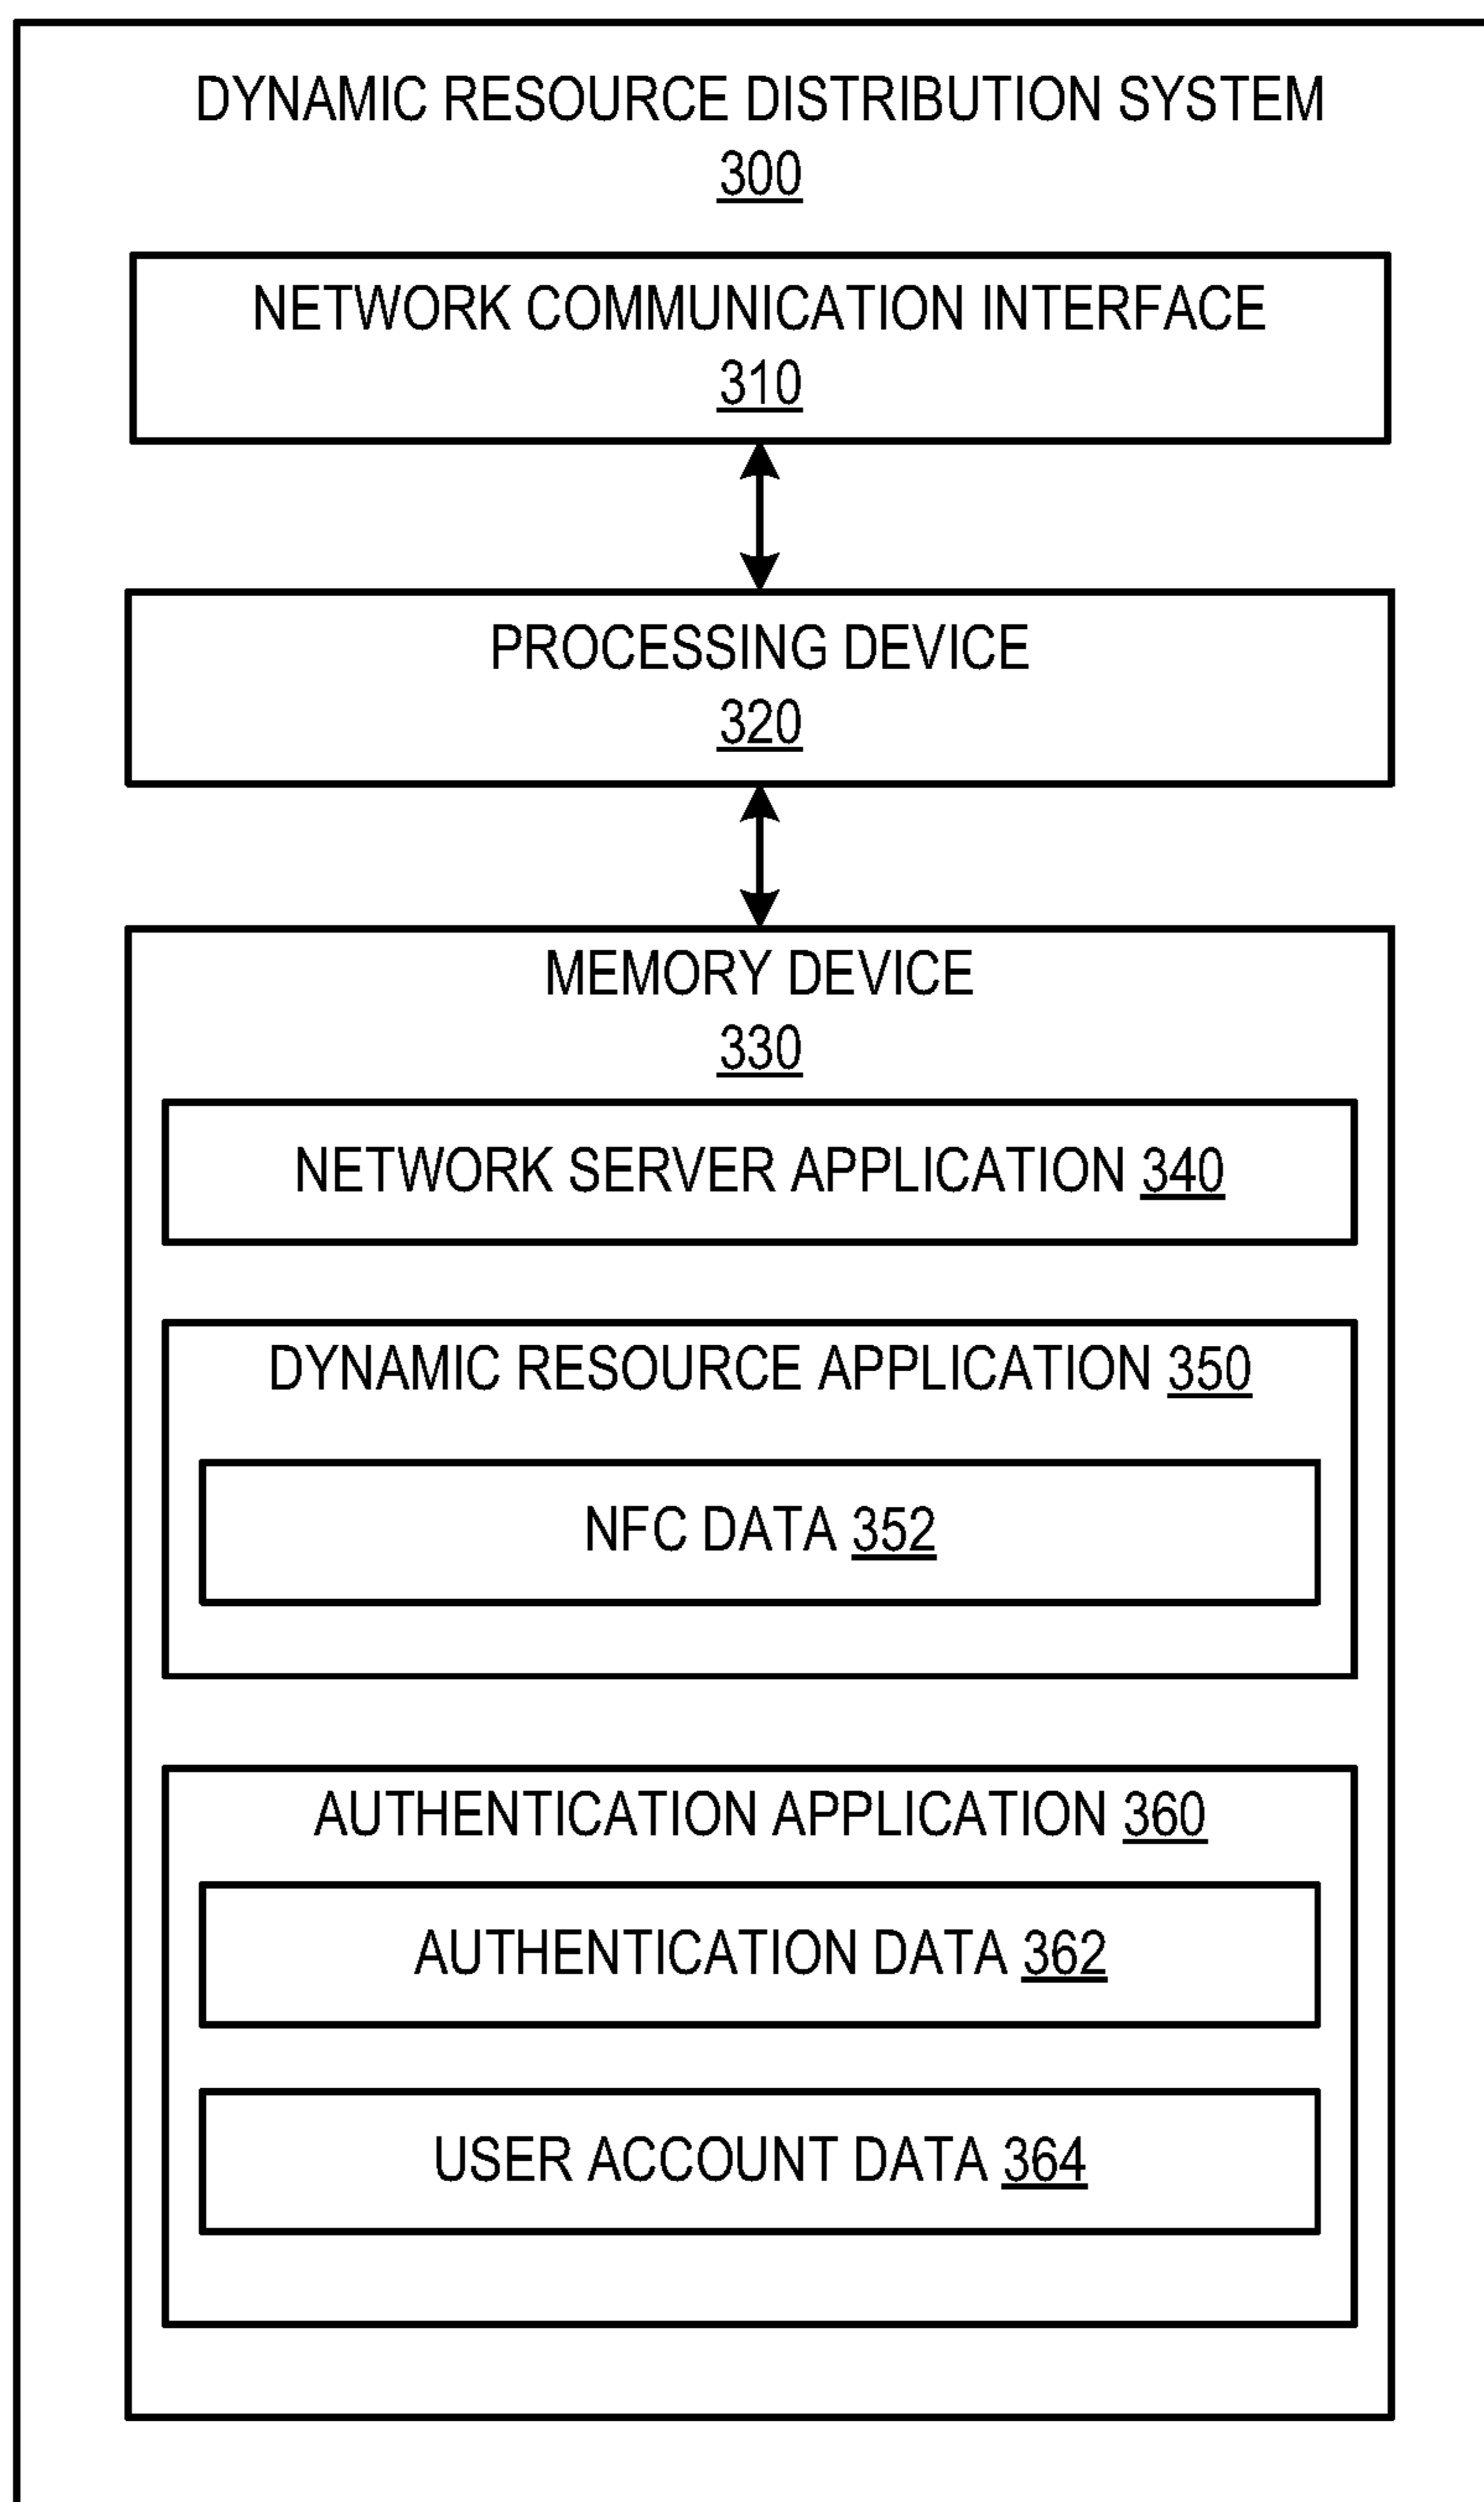 DYNAMIC RESOURCE DISTRIBUTION SYSTEM
300
NETWORK COMMUNICATION INTERFACE
310
PROCESSING DEVICE
320
MEMORY DEVICE
330
NETWORK SERVER APPLICATION 340
DYNAMIC RESOURCE APPLICATION 350
NFC DATA 352
AUTHENTICATION APPLICATION 360
AUTHENTICATION DATA 362
USER ACCOUNT DATA 364